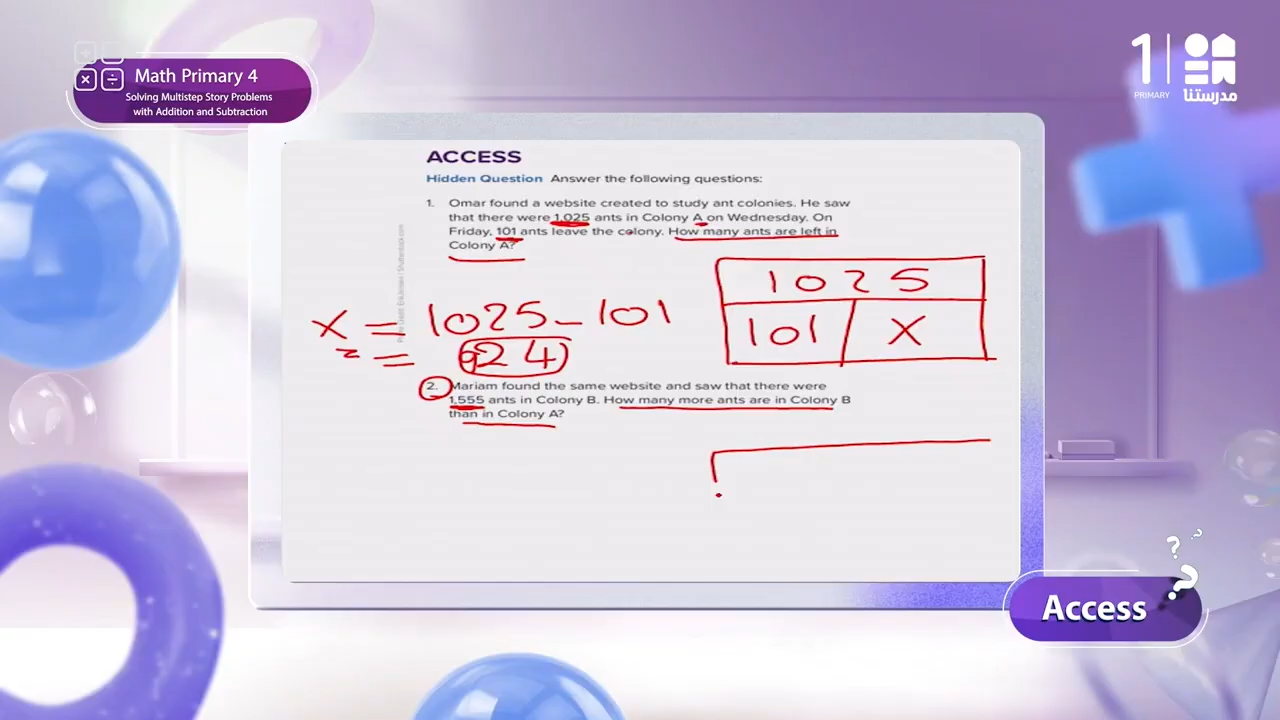 Math Primary 4
Solving Multistep Story Problems
with Addition and Subtraction
1
PRIMARY
مدرستنا
ACCESS
Hidden Question Answer the following questions:
1. Omar found a website created to study ant colonies. He saw
that there were 1,025 ants in Colony A on Wednesday. On
Friday, 101 ants leave the colony. How many ants are left in
Colony A?
1025
101 X
X = 1025 - 101
= 924
2. Mariam found the same website and saw that there were
1,555 ants in Colony B. How many more ants are in Colony B
than in Colony A?
Access